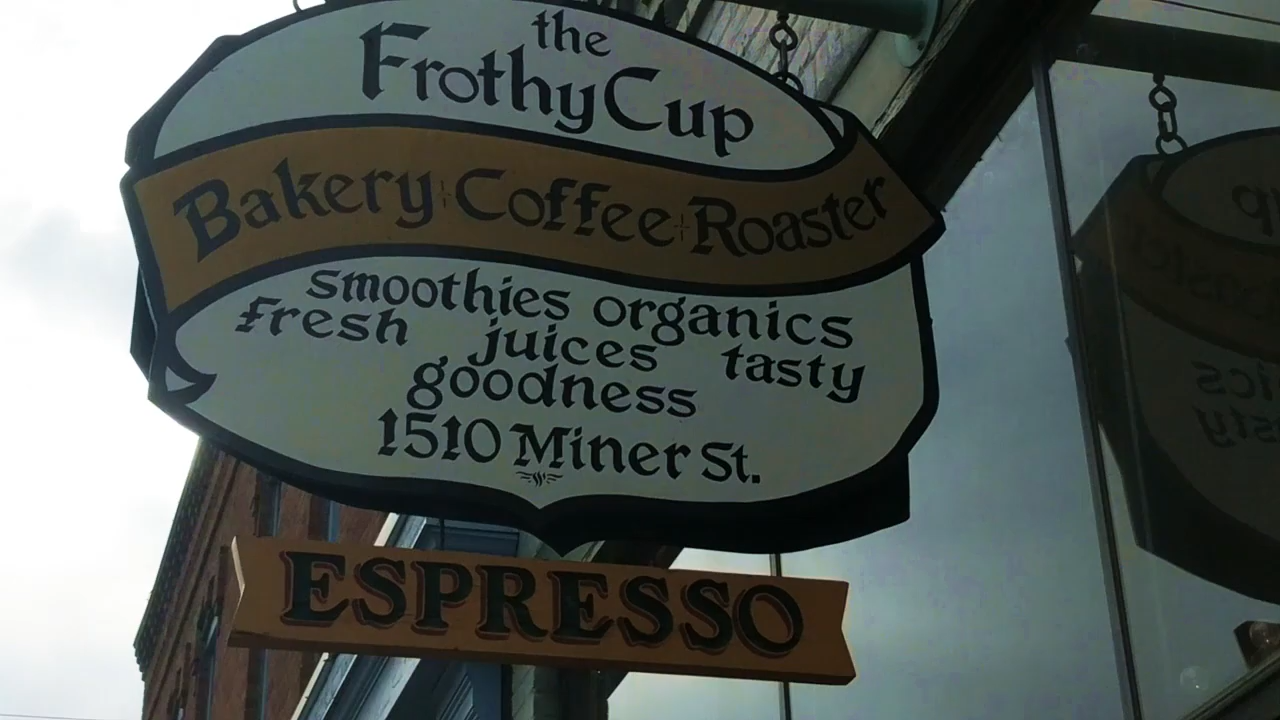 the
Frothy Cup
Bakery Coffee Roaster
smoothies organics
fresh juices tasty
goodness
1510 Miner St.
ESPRESSO